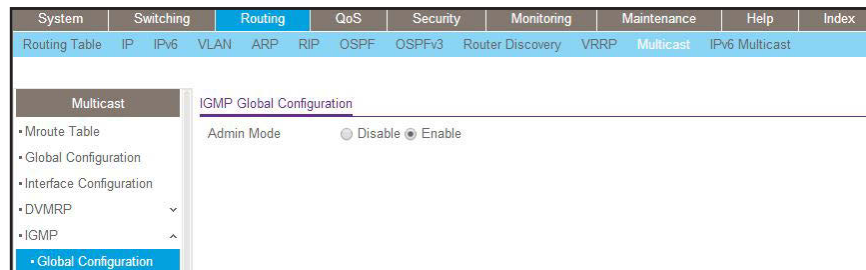 System Switching Routing QoS Security Monitoring Maintenance Help Index
Routing Table IP IPv6 VLAN ARP RIP OSPF OSPFv3 Router Discovery VRRP Multicast IPv6 Multicast
Multicast
IGMP Global Configuration
• Mroute Table
Admin Mode Disable Enable
• Global Configuration
• Interface Configuration
• DVMRP
• IGMP
• Global Configuration